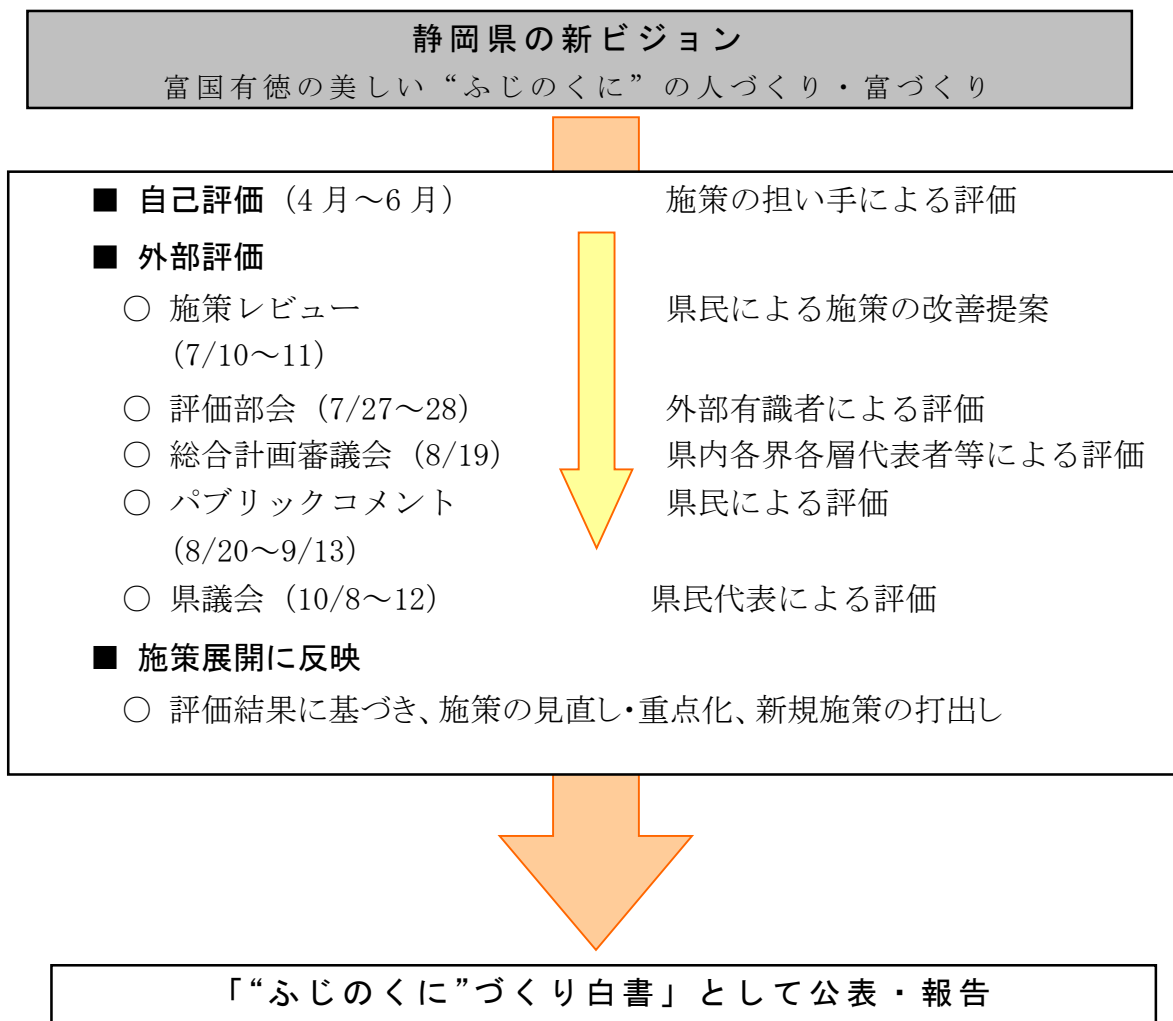 静岡県の新ビジョン
富国有徳の美しい“ふじのくに”の人づくり・富づくり
■ 自己評価（4月～6月） 施策の担い手による評価
■ 外部評価
○ 施策レビュー 県民による施策の改善提案
(7/10～11)
○ 評価部会（7/27～28） 外部有識者による評価
○ 総合計画審議会（8/19） 県内各界各層代表者等による評価
○ パブリックコメント 県民による評価
(8/20～9/13)
○ 県議会（10/8～12） 県民代表による評価
■ 施策展開に反映
○ 評価結果に基づき、施策の見直し・重点化、新規施策の打出し
「“ふじのくに”づくり白書」として公表・報告